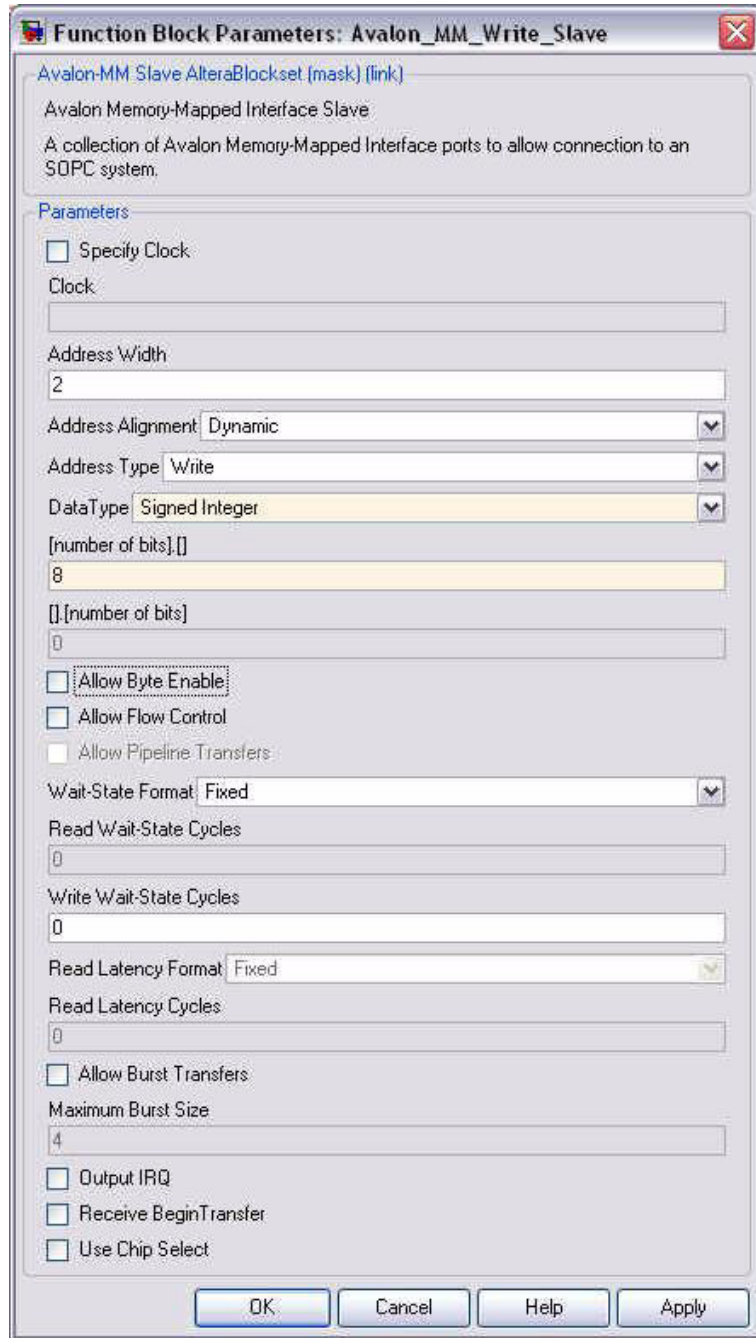 Function Block Parameters: Avalon_MM_Write_Slave
Avalon-MM Slave AlteraBlockset (mask) (link)
Avalon Memory-Mapped Interface Slave
A collection of Avalon Memory-Mapped Interface ports to allow connection to an
SOPC system.
Parameters
Specify Clock
Clock
Address Width
2
Address Alignment Dynamic
Address Type Write
DataType Signed Integer
[number of bits].[]
8
[].[number of bits]
0
Allow Byte Enable
Allow Flow Control
Allow Pipeline Transfers
Wait-State Format Fixed
Read Wait-State Cycles
0
Write Wait-State Cycles
0
Read Latency Format Fixed
Read Latency Cycles
0
Allow Burst Transfers
Maximum Burst Size
4
Output IRQ
Receive BeginTransfer
Use Chip Select
OK Cancel Help Apply